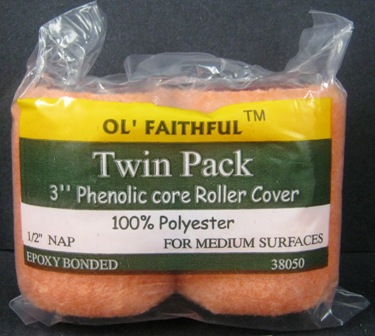 OL' FAITHFUL™
Twin Pack
3'' Phenolic core Roller Cover
100% Polyester
1/2" NAP FOR MEDIUM SURFACES
EPOXY BONDED 38050